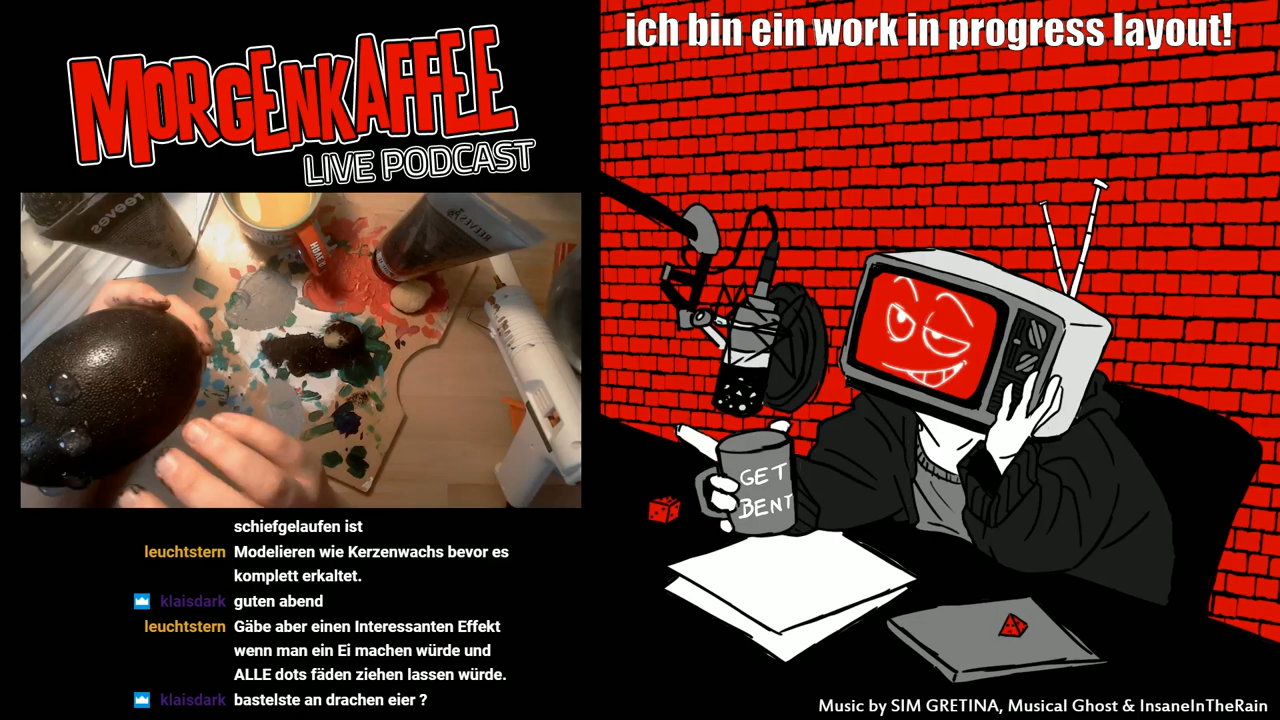 ich bin ein work in progress layout!
MORGENKAFFEE
LIVE PODCAST
reeves
REEVES
GET
BENT
schiefgelaufen ist
leuchtstern Modelieren wie Kerzenwachs bevor es
komplett erkaltet.
klaisdark guten abend
leuchtstern Gäbe aber einen Interessanten Effekt
wenn man ein Ei machen würde und
ALLE dots fäden ziehen lassen würde.
klaisdark bastelste an drachen eier ?
Music by SIM GRETINA, Musical Ghost & InsaneInTheRain